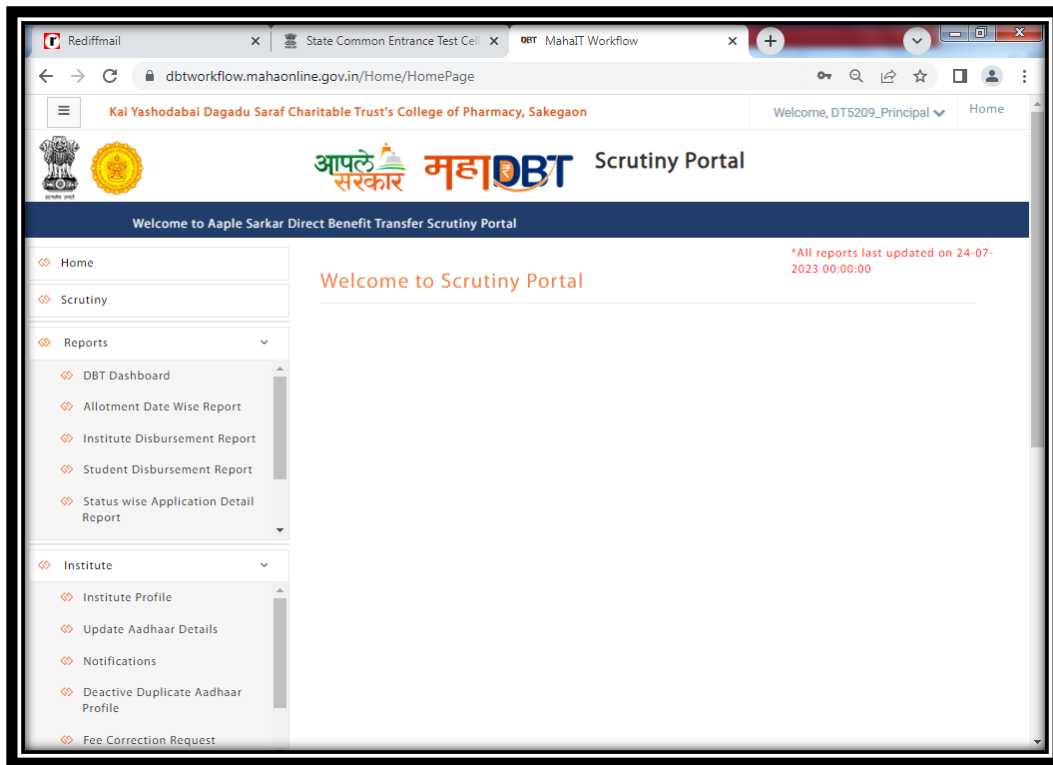 Rediffmail
State Common Entrance Test Cell
DBT MahaIT Workflow
dbtworkflow.mahaonline.gov.in/Home/HomePage
Kai Yashodabai Dagadu Saraf Charitable Trust's College of Pharmacy, Sakegaon
Welcome, DT5209_Principal
Home
आपले सरकार
महाDBT
Scrutiny Portal
Welcome to Aaple Sarkar Direct Benefit Transfer Scrutiny Portal
Home
Scrutiny
Reports
DBT Dashboard
Allotment Date Wise Report
Institute Disbursement Report
Student Disbursement Report
Status wise Application Detail
Report
Institute
Institute Profile
Update Aadhaar Details
Notifications
Deactive Duplicate Aadhaar
Profile
Fee Correction Request
Welcome to Scrutiny Portal
*All reports last updated on 24-07-
2023 00:00:00